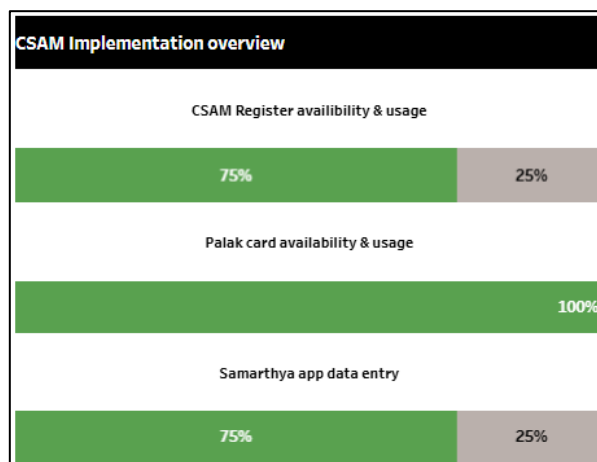 CSAM Implementation overview
CSAM Register availibility & usage
75% 25%
Palak card availability & usage
100%
Samarthya app data entry
75% 25%